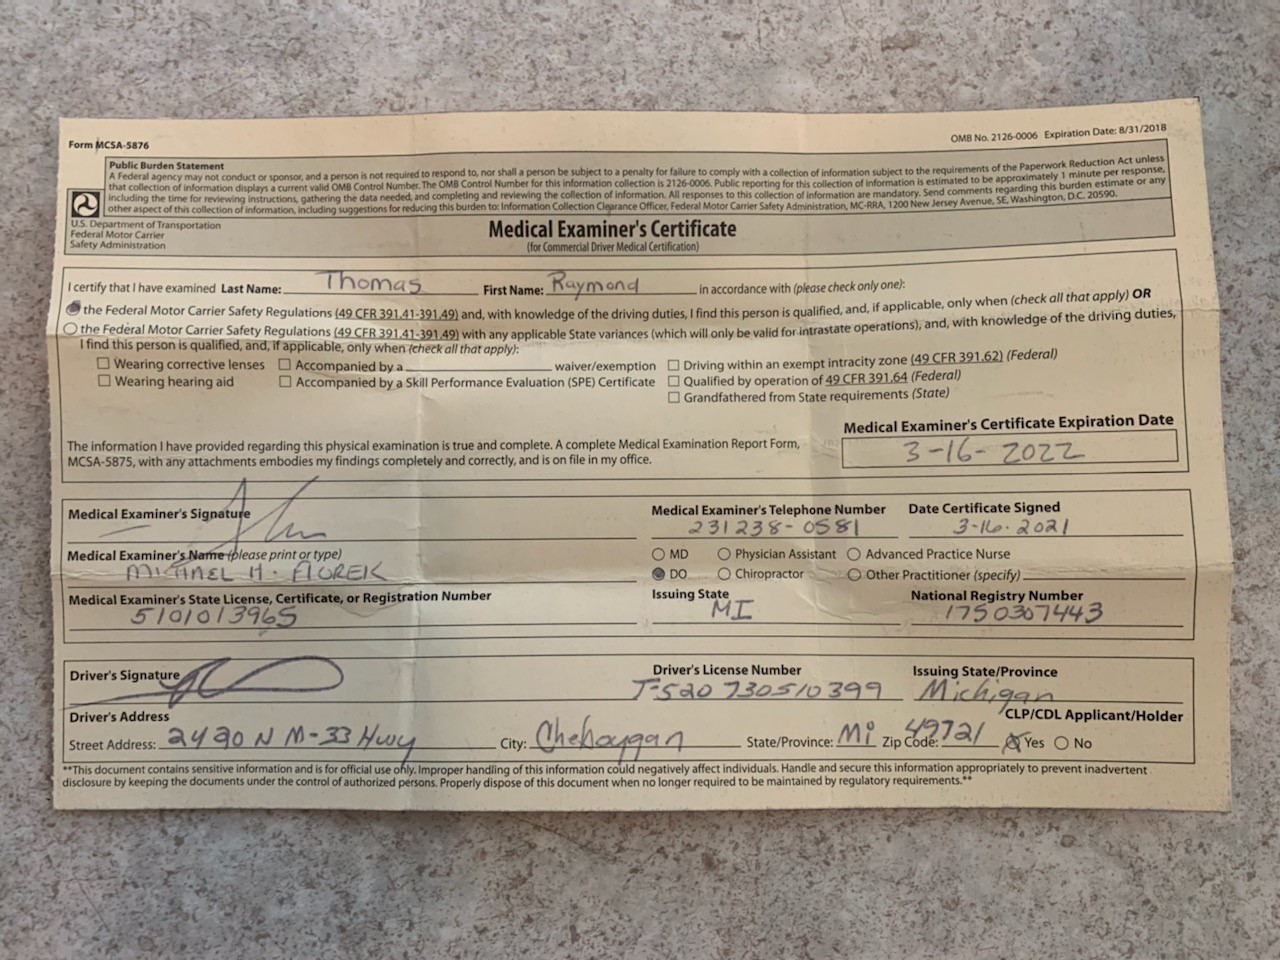 Form MCSA-5876
OMB No. 2126-0006 Expiration Date: 8/31/2018
Public Burden Statement
A Federal agency may not conduct or sponsor, and a person is not required to respond to, nor shall a person be subject to a penalty for failure to comply with a collection of information subject to the requirements of the Paperwork Reduction Act unless
that collection of information displays a current valid OMB Control Number. The OMB Control Number for this information collection is 2126-0006. Public reporting for this collection of information is estimated to be approximately 1 minute per response,
including the time for reviewing instructions, gathering the data needed, and completing and reviewing the collection of information. All responses to this collection of information are mandatory. Send comments regarding this burden estimate or any
other aspect of this collection of information, including suggestions for reducing this burden to: Information Collection Clearance Officer, Federal Motor Carrier Safety Administration, MC-RRA, 1200 New Jersey Avenue, SE, Washington, D.C. 20590.
U.S. Department of Transportation
Federal Motor Carrier
Safety Administration
Medical Examiner's Certificate
(for Commercial Driver Medical Certification)
I certify that I have examined Last Name: Thomas First Name: Raymond in accordance with (please check only one):
the Federal Motor Carrier Safety Regulations (49 CFR 391.41-391.49) and, with knowledge of the driving duties, I find this person is qualified, and, if applicable, only when (check all that apply) OR
the Federal Motor Carrier Safety Regulations (49 CFR 391.41-391.49) with any applicable State variances (which will only be valid for intrastate operations), and, with knowledge of the driving duties,
I find this person is qualified, and, if applicable, only when (check all that apply):
Wearing corrective lenses Accompanied by a waiver/exemption Driving within an exempt intracity zone (49 CFR 391.62) (Federal)
Wearing hearing aid Accompanied by a Skill Performance Evaluation (SPE) Certificate Qualified by operation of 49 CFR 391.64 (Federal)
Grandfathered from State requirements (State)
The information I have provided regarding this physical examination is true and complete. A complete Medical Examination Report Form,
MCSA-5875, with any attachments embodies my findings completely and correctly, and is on file in my office.
Medical Examiner's Certificate Expiration Date
3-16-2022
Medical Examiner's Signature Medical Examiner's Telephone Number Date Certificate Signed
231 238-0581 3-16-2021
Medical Examiner's Name (please print or type) MD Physician Assistant Advanced Practice Nurse
MICHAEL H. FIOREK DO Chiropractor Other Practitioner (specify)
Medical Examiner's State License, Certificate, or Registration Number Issuing State National Registry Number
5101013965 MI 1750307443
Driver's Signature Driver's License Number Issuing State/Province
T-520 730510399 Michigan
Driver's Address CLP/CDL Applicant/Holder
Street Address: N M-33 Hwy City: Cheboygan State/Province: Mi Zip Code: 49721 Yes No
**This document contains sensitive information and is for official use only. Improper handling of this information could negatively affect individuals. Handle and secure this information appropriately to prevent inadvertent
disclosure by keeping the documents under the control of authorized persons. Properly dispose of this document when no longer required to be maintained by regulatory requirements.**